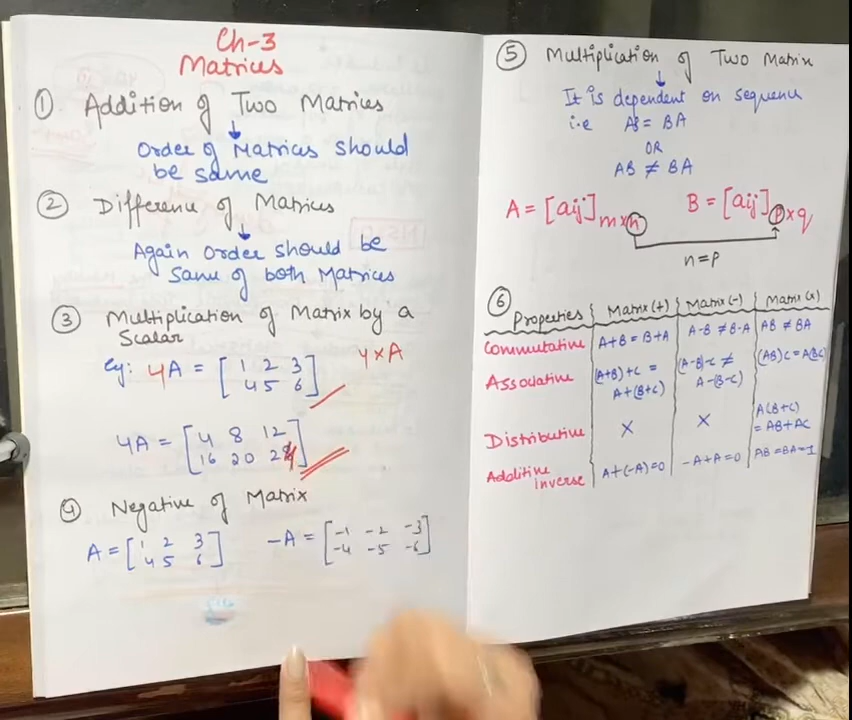 Ch-3
Matrices
① Addition of Two Matrices
↓
Order of Matrices should
be same
② Difference of Matrices
↓
Again Order should be
same of both Matrices
③ Multiplication of Matrix by a
Scalar
eg: 4A = [1 2 3 4×A
4 5 6]
4A = [4 8 12
16 20 24]
④ Negative of Matrix
A = [1 2 3 -A = [-1 -2 -3
4 5 6] -4 -5 -6]
⑤ Multiplication of Two Matrix
↓
It is dependent on sequence
i.e AB = BA
OR
AB ≠ BA
A = [aij] m×n B = [aij] p×q
n=p
⑥ Properties Matrix (+) Matrix (-) Matrix (x)
Commutative A+B = B+A A-B ≠ B-A AB ≠ BA
Associative (A+B)+C = (A-B)-C ≠ (AB)C = A(BC)
A+(B+C) A-(B-C)
Distributive × × A(B+C)
= AB+AC
Additive A+(-A)=0 -A+A=0 AB=BA=1
inverse